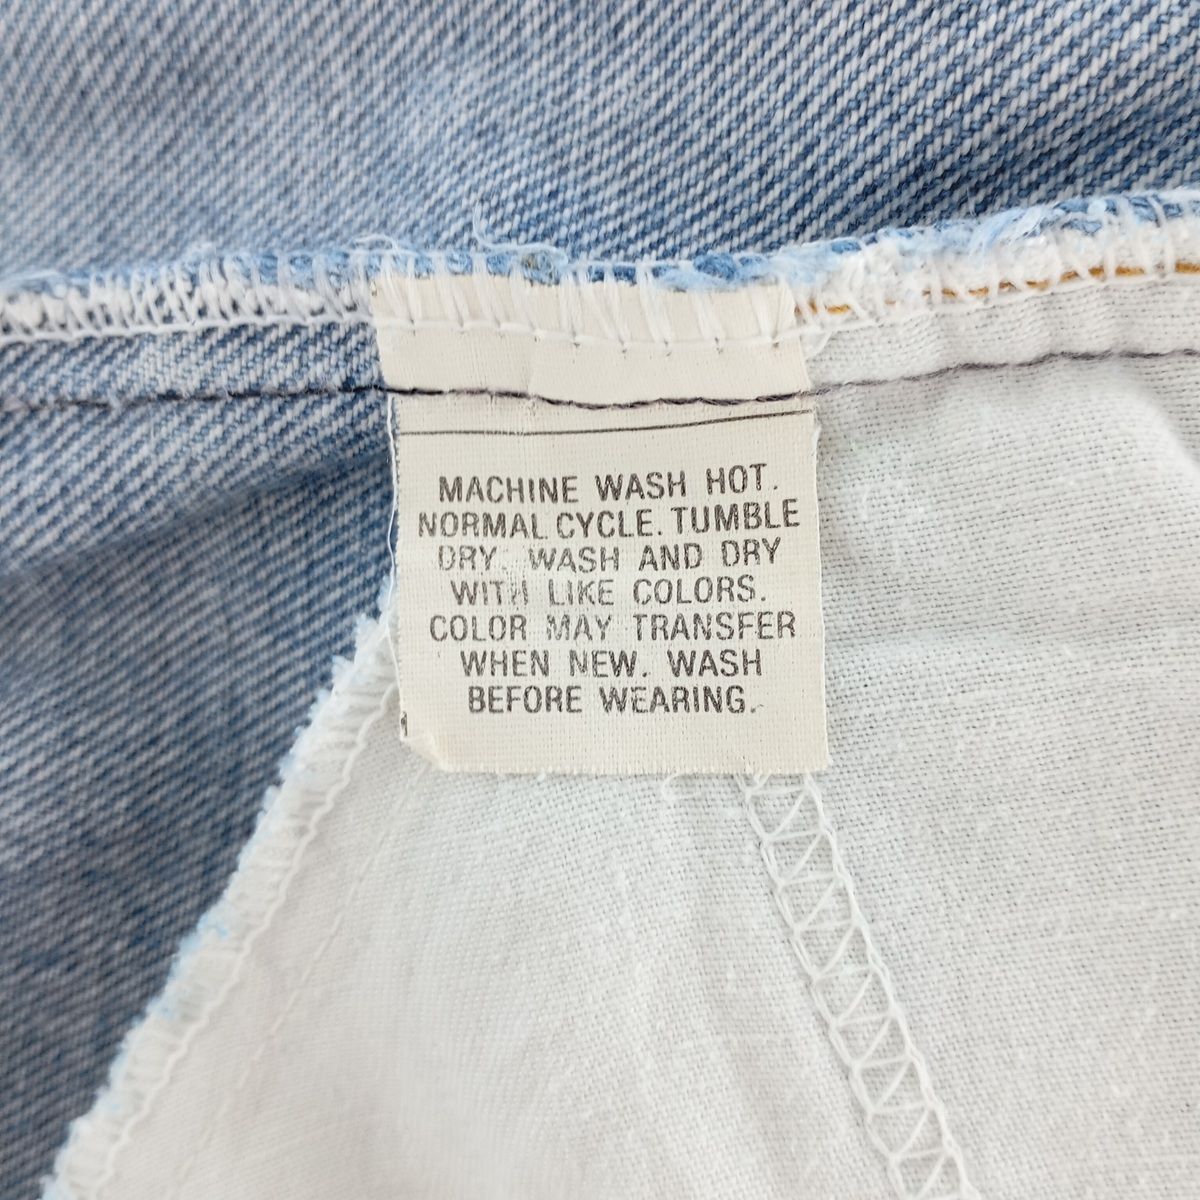 MACHINE WASH HOT.
NORMAL CYCLE. TUMBLE
DRY. WASH AND DRY
WITH LIKE COLORS.
COLOR MAY TRANSFER
WHEN NEW. WASH
BEFORE WEARING.